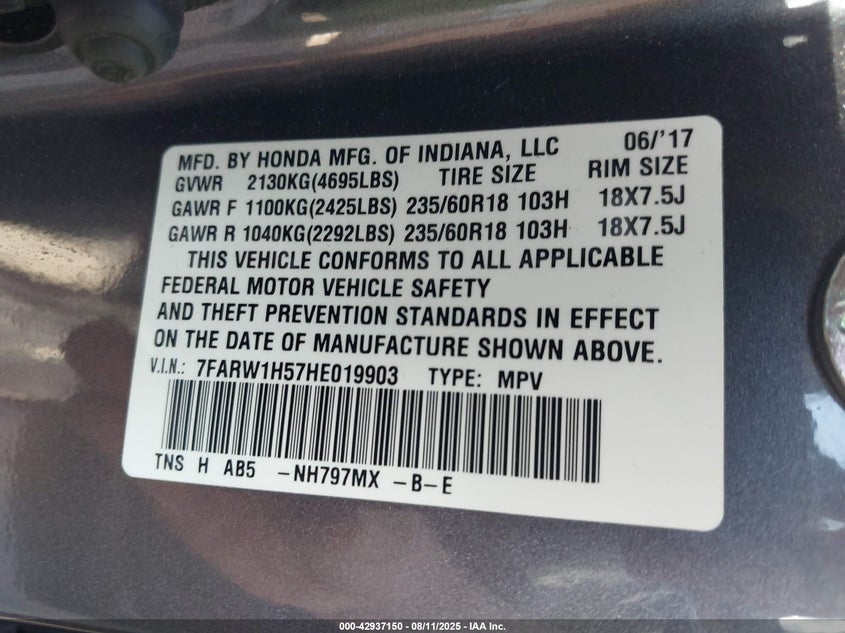 MFD. BY HONDA MFG. OF INDIANA, LLC 06/'17
GVWR 2130KG(4695LBS) TIRE SIZE RIM SIZE
GAWR F 1100KG(2425LBS) 235/60R18 103H 18X7.5J
GAWR R 1040KG(2292LBS) 235/60R18 103H 18X7.5J
THIS VEHICLE CONFORMS TO ALL APPLICABLE
FEDERAL MOTOR VEHICLE SAFETY
AND THEFT PREVENTION STANDARDS IN EFFECT
ON THE DATE OF MANUFACTURE SHOWN ABOVE.
V.I.N.: 7FARW1H57HE019903 TYPE: MPV
TNS H AB5 -NH797MX -B-E
000-42937150 - 08/11/2025 - IAA Inc.